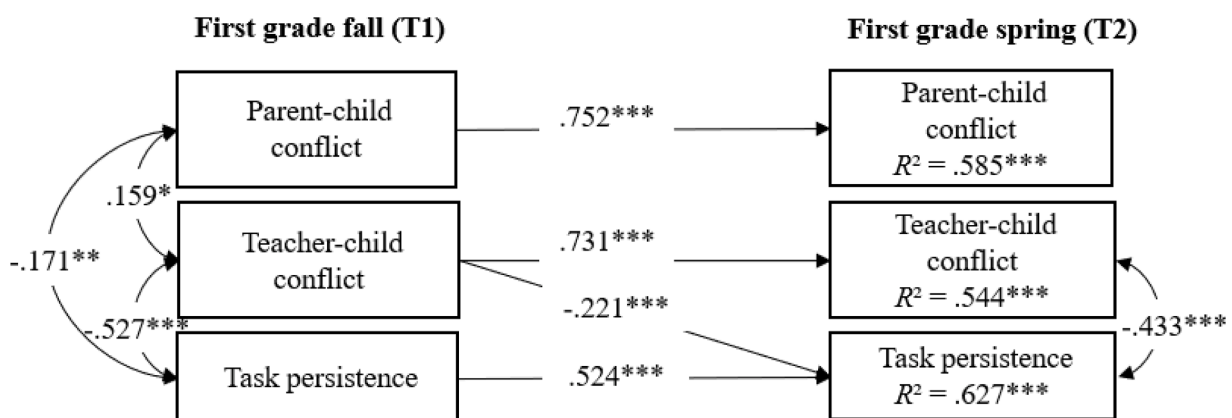 First grade fall (T1)
First grade spring (T2)
Parent-child
conflict
.752***
Parent-child
conflict
R² = .585***
.159*
Teacher-child
conflict
.731***
Teacher-child
conflict
R² = .544***
-.171**
-.221***
-.527***
-.433***
Task persistence
.524***
Task persistence
R² = .627***